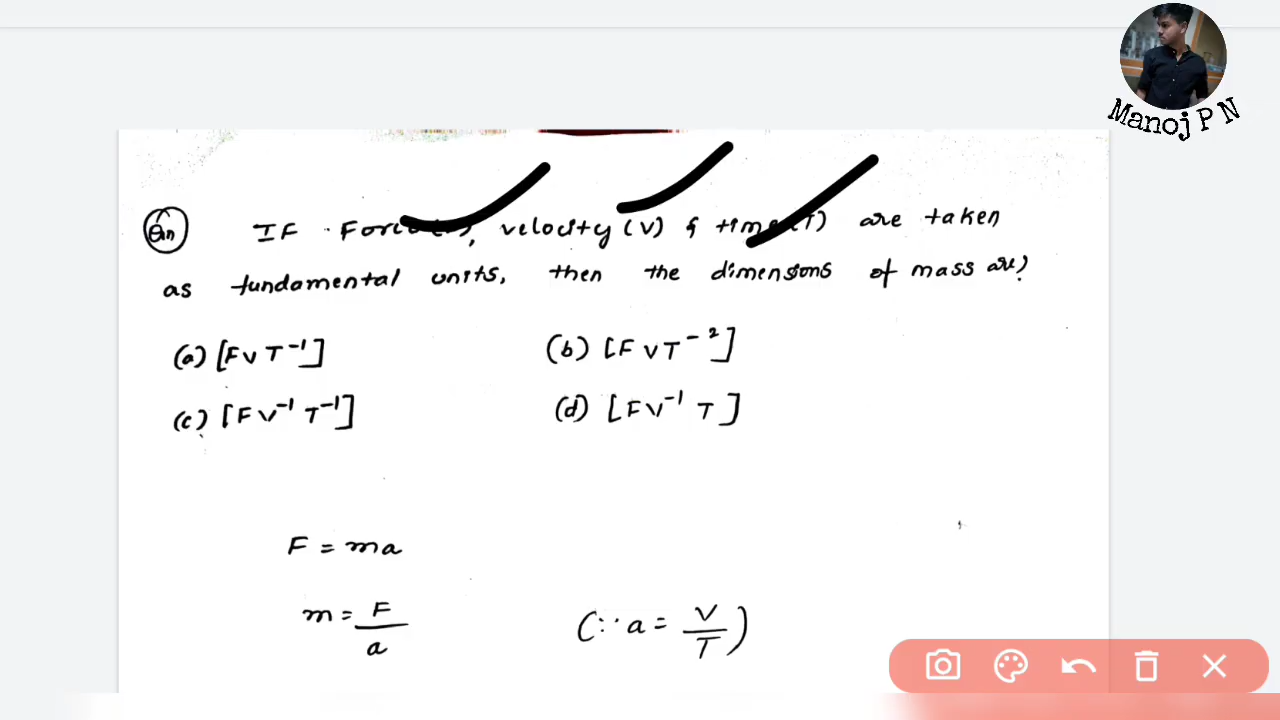 Manoj P N
Qn
IF Force, velocity (V) & time (T) are taken
as fundamental units, then the dimensions of mass are?
(a) [F V T⁻¹]
(b) [F V T⁻²]
(c) [F V⁻¹ T⁻¹]
(d) [F V⁻¹ T]
F = ma
m = F/a
(∵ a = V/T)